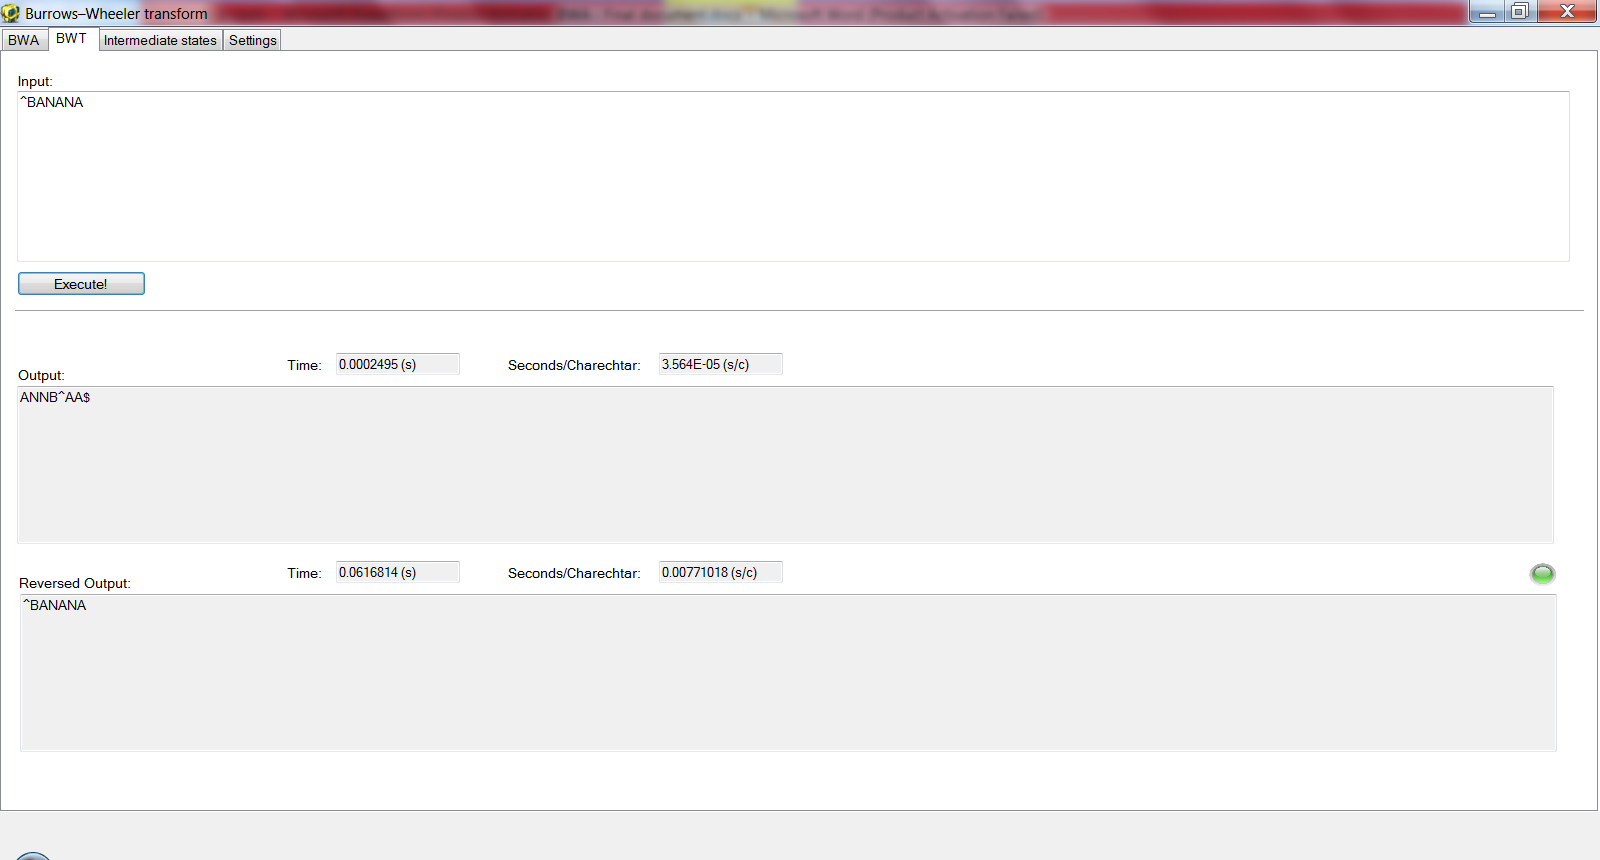 Burrows–Wheeler transform
BWA BWT Intermediate states Settings
Input:
^BANANA
Execute!
Time: 0.0002495 (s) Seconds/Charechtar: 3.564E-05 (s/c)
Output:
ANNB^AA$
Time: 0.0616814 (s) Seconds/Charechtar: 0.00771018 (s/c)
Reversed Output:
^BANANA